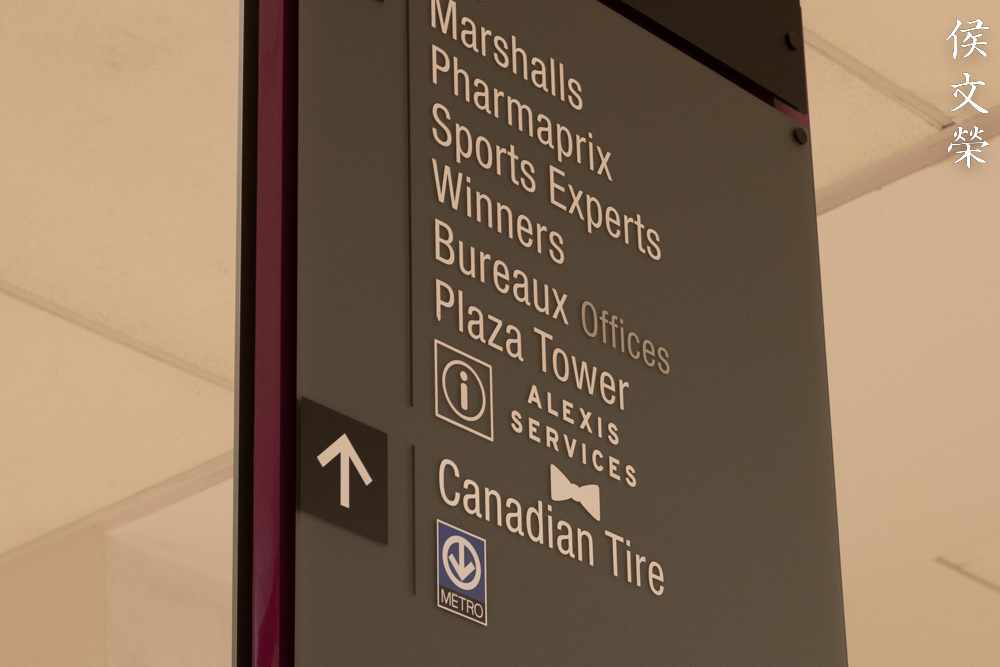 Marshalls
Pharmaprix
Sports Experts
Winners
Bureaux Offices
Plaza Tower
ALEXIS
SERVICES
Canadian Tire
METRO
侯文榮